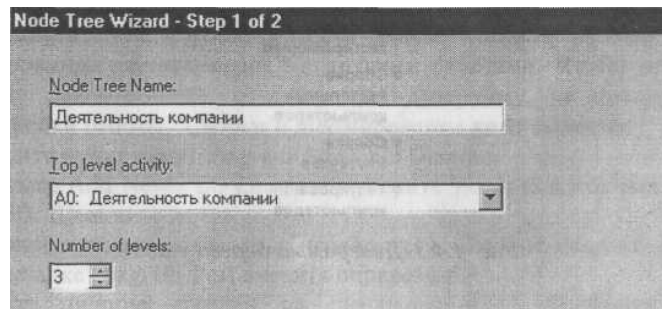 Node Tree Wizard - Step 1 of 2
Node Tree Name:
Деятельность компании
Top level activity:
A0: Деятельность компании
Number of levels:
3